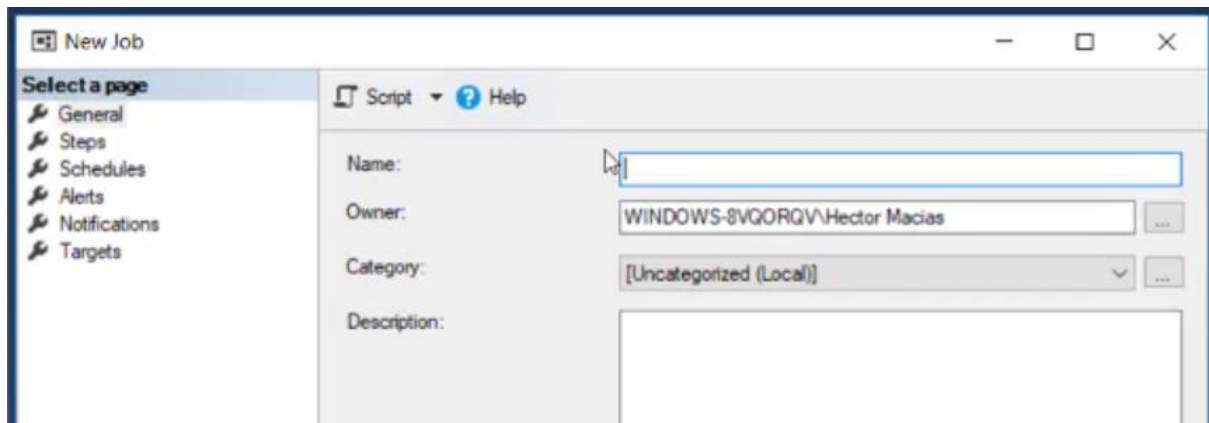 New Job
Select a page
General
Steps
Schedules
Alerts
Notifications
Targets
Script Help
Name:
Owner: WINDOWS-8VQORQV\Hector Macias ...
Category: [Uncategorized (Local)] ...
Description: